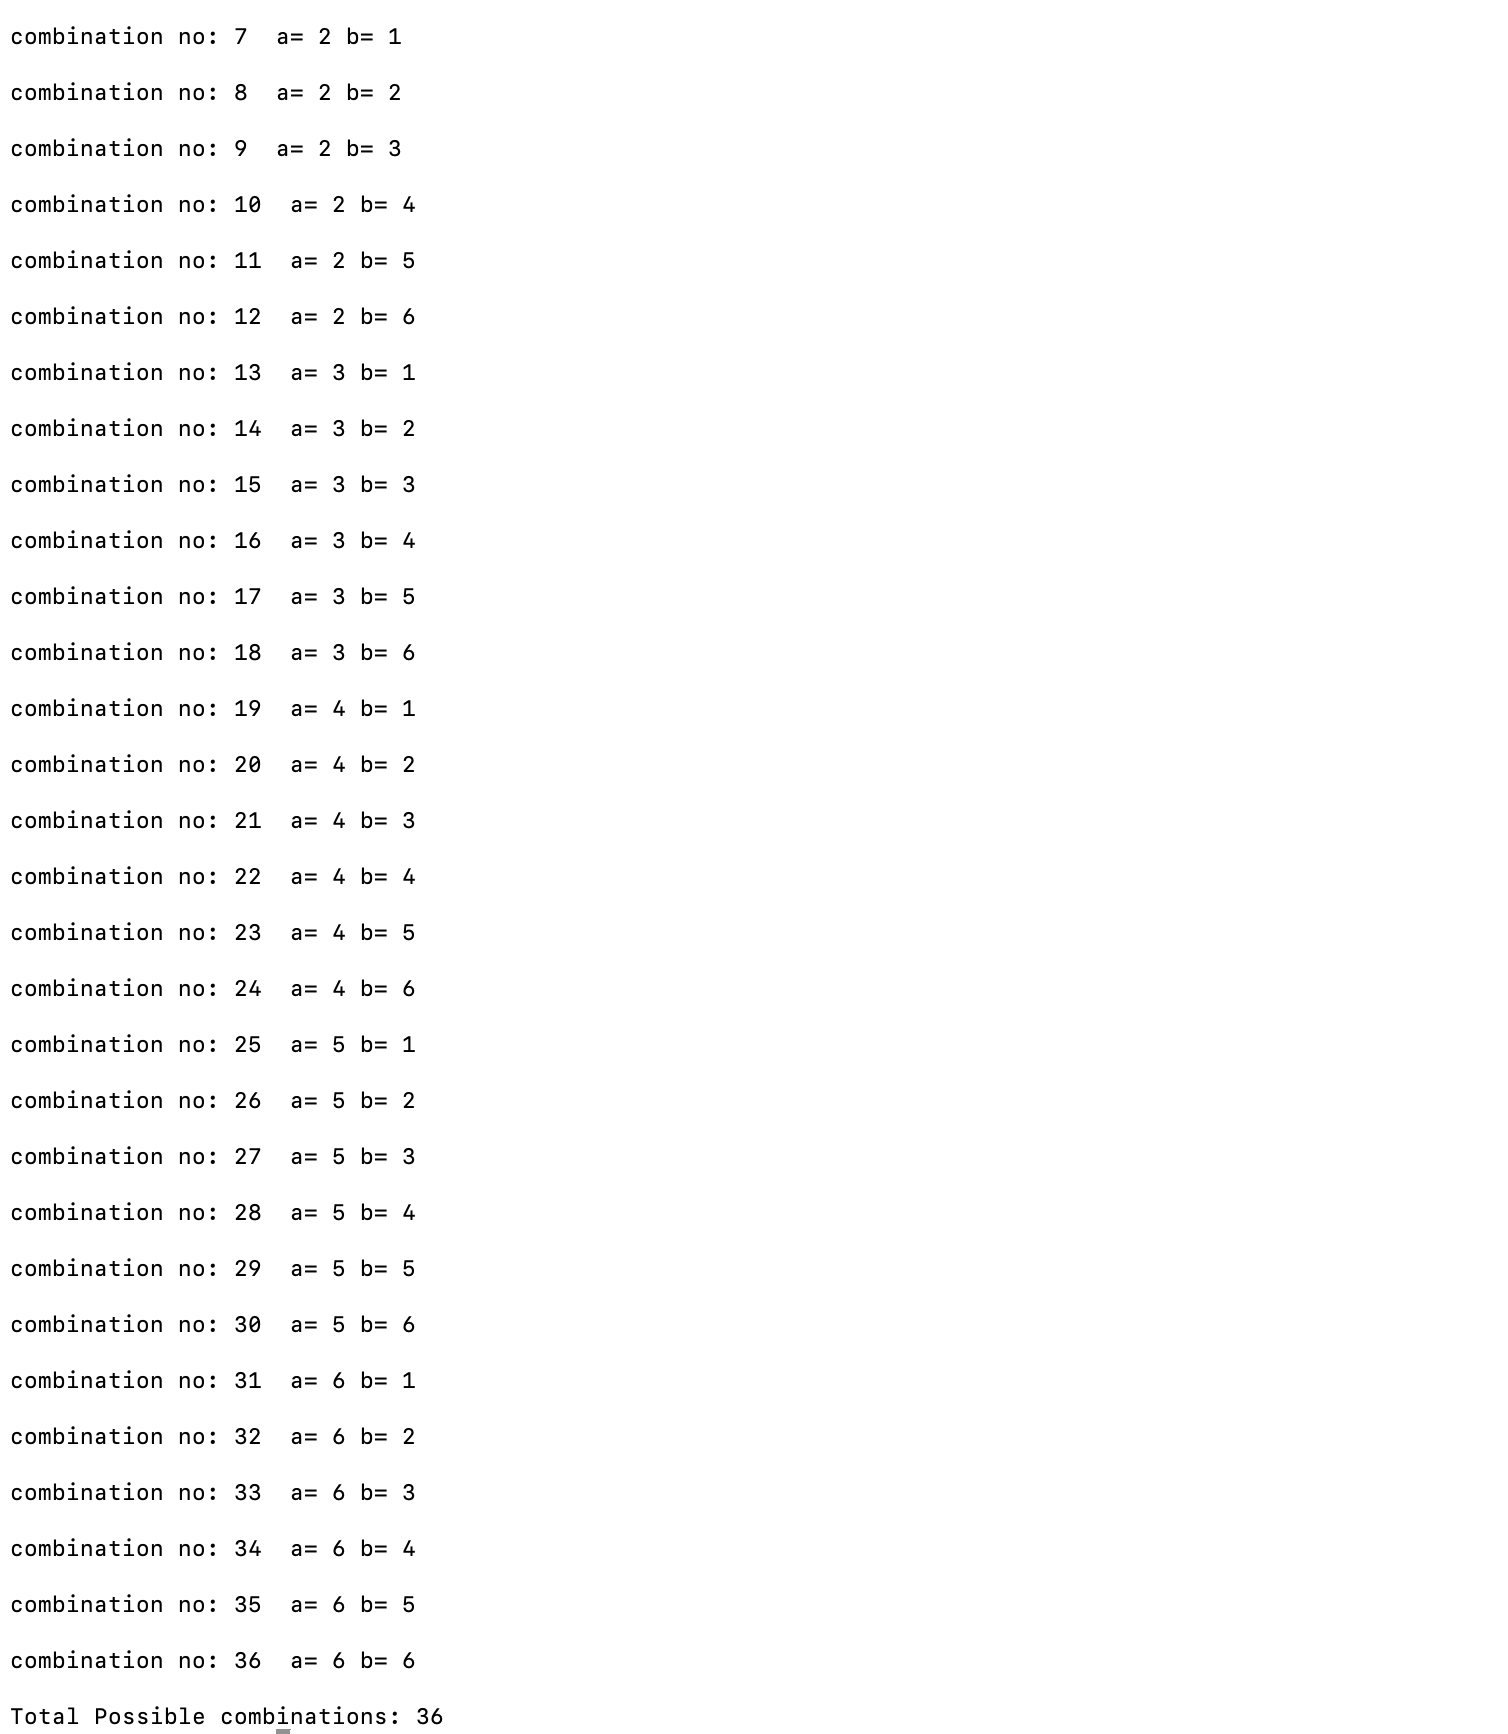 combination no: 7  a= 2 b= 1
combination no: 8  a= 2 b= 2
combination no: 9  a= 2 b= 3
combination no: 10  a= 2 b= 4
combination no: 11  a= 2 b= 5
combination no: 12  a= 2 b= 6
combination no: 13  a= 3 b= 1
combination no: 14  a= 3 b= 2
combination no: 15  a= 3 b= 3
combination no: 16  a= 3 b= 4
combination no: 17  a= 3 b= 5
combination no: 18  a= 3 b= 6
combination no: 19  a= 4 b= 1
combination no: 20  a= 4 b= 2
combination no: 21  a= 4 b= 3
combination no: 22  a= 4 b= 4
combination no: 23  a= 4 b= 5
combination no: 24  a= 4 b= 6
combination no: 25  a= 5 b= 1
combination no: 26  a= 5 b= 2
combination no: 27  a= 5 b= 3
combination no: 28  a= 5 b= 4
combination no: 29  a= 5 b= 5
combination no: 30  a= 5 b= 6
combination no: 31  a= 6 b= 1
combination no: 32  a= 6 b= 2
combination no: 33  a= 6 b= 3
combination no: 34  a= 6 b= 4
combination no: 35  a= 6 b= 5
combination no: 36  a= 6 b= 6
Total Possible combinations: 36